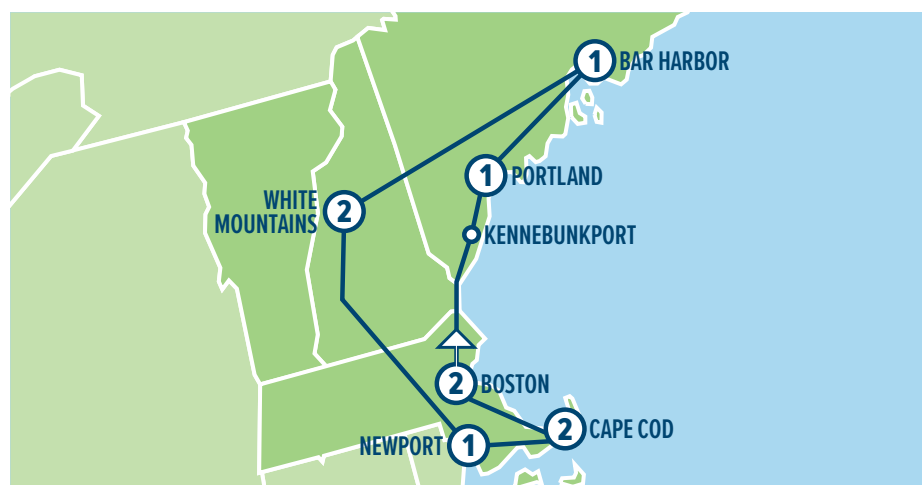 1 BAR HARBOR
1 PORTLAND
WHITE
MOUNTAINS 2
KENNEBUNKPORT
2 BOSTON
2 CAPE COD
NEWPORT 1